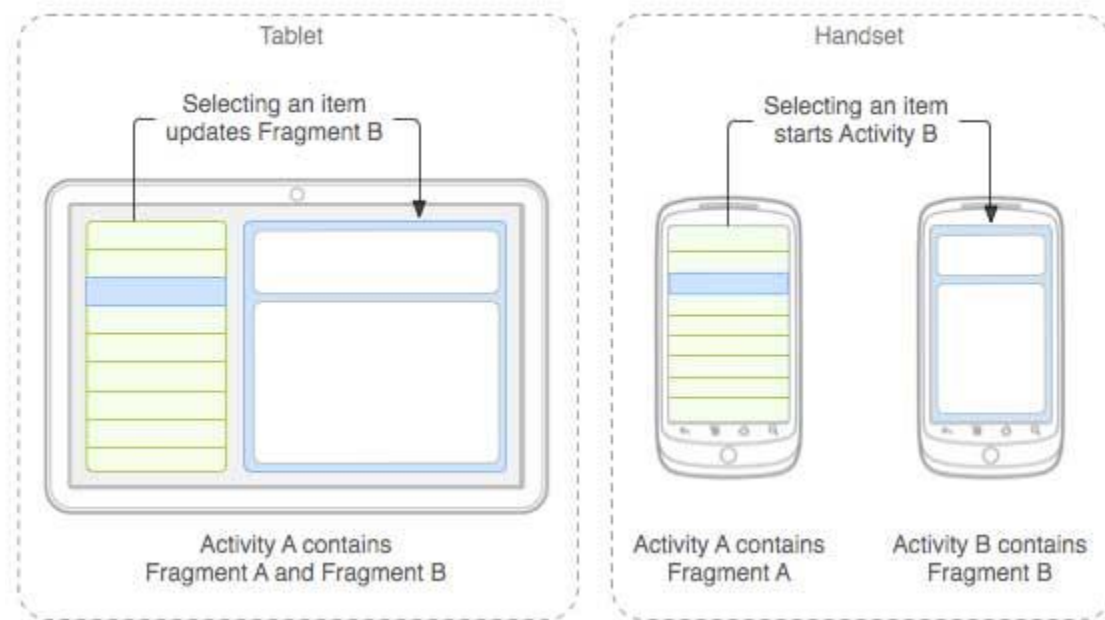 Tablet
Selecting an item
updates Fragment B
Activity A contains
Fragment A and Fragment B
Handset
Selecting an item
starts Activity B
Activity A contains
Fragment A
Activity B contains
Fragment B